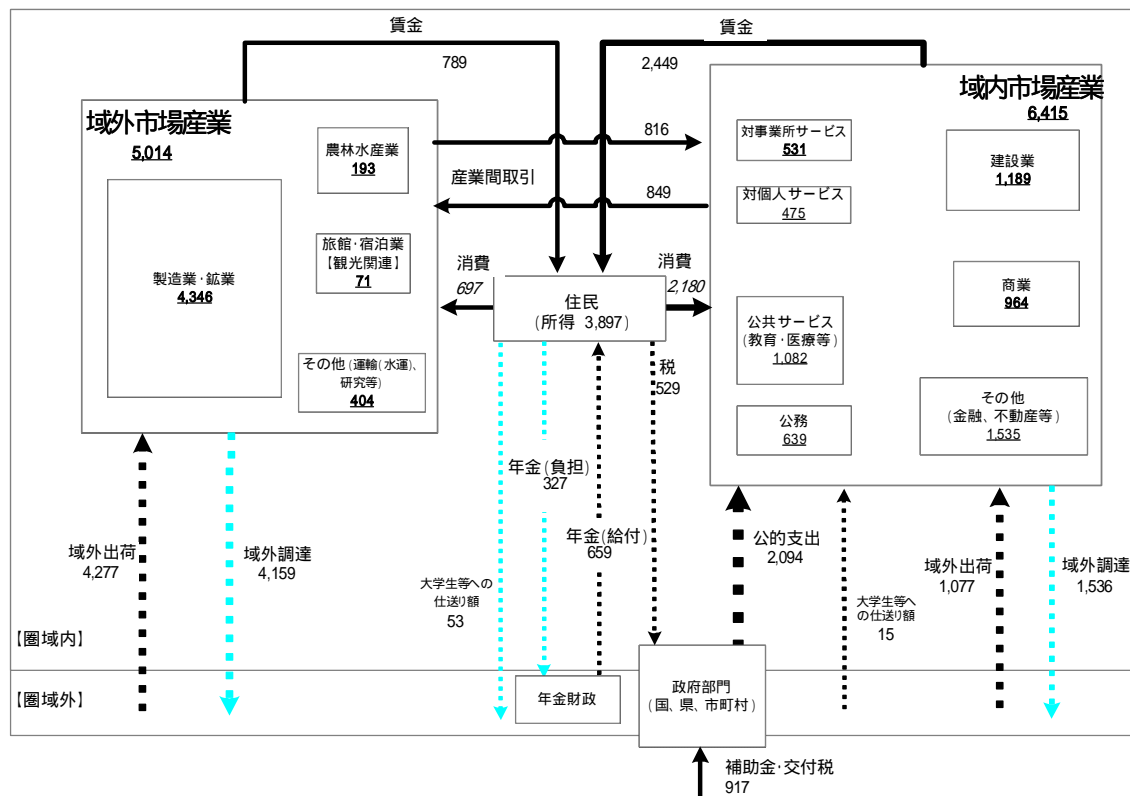 賃金
789
賃金
2,449
域外市場産業
5,014
農林水産業
193
製造業・鉱業
4,346
旅館・宿泊業
【観光関連】
71
その他(運輸(水運)、
研究等)
404
816
産業間取引
849
域内市場産業
6,415
対事業所サービス
531
対個人サービス
475
建設業
1,189
商業
964
公共サービス
(教育・医療等)
1,082
公務
639
その他
(金融、不動産等)
1,535
消費
697
住民
(所得 3,897)
消費
2,180
税
529
年金(負担)
327
年金(給付)
659
大学生等への
仕送り額
53
域外出荷
4,277
域外調達
4,159
公的支出
2,094
大学生等へ
の仕送り額
15
域外出荷
1,077
域外調達
1,536
【圏域内】
【圏域外】
年金財政
政府部門
(国、県、市町村)
補助金・交付税
917